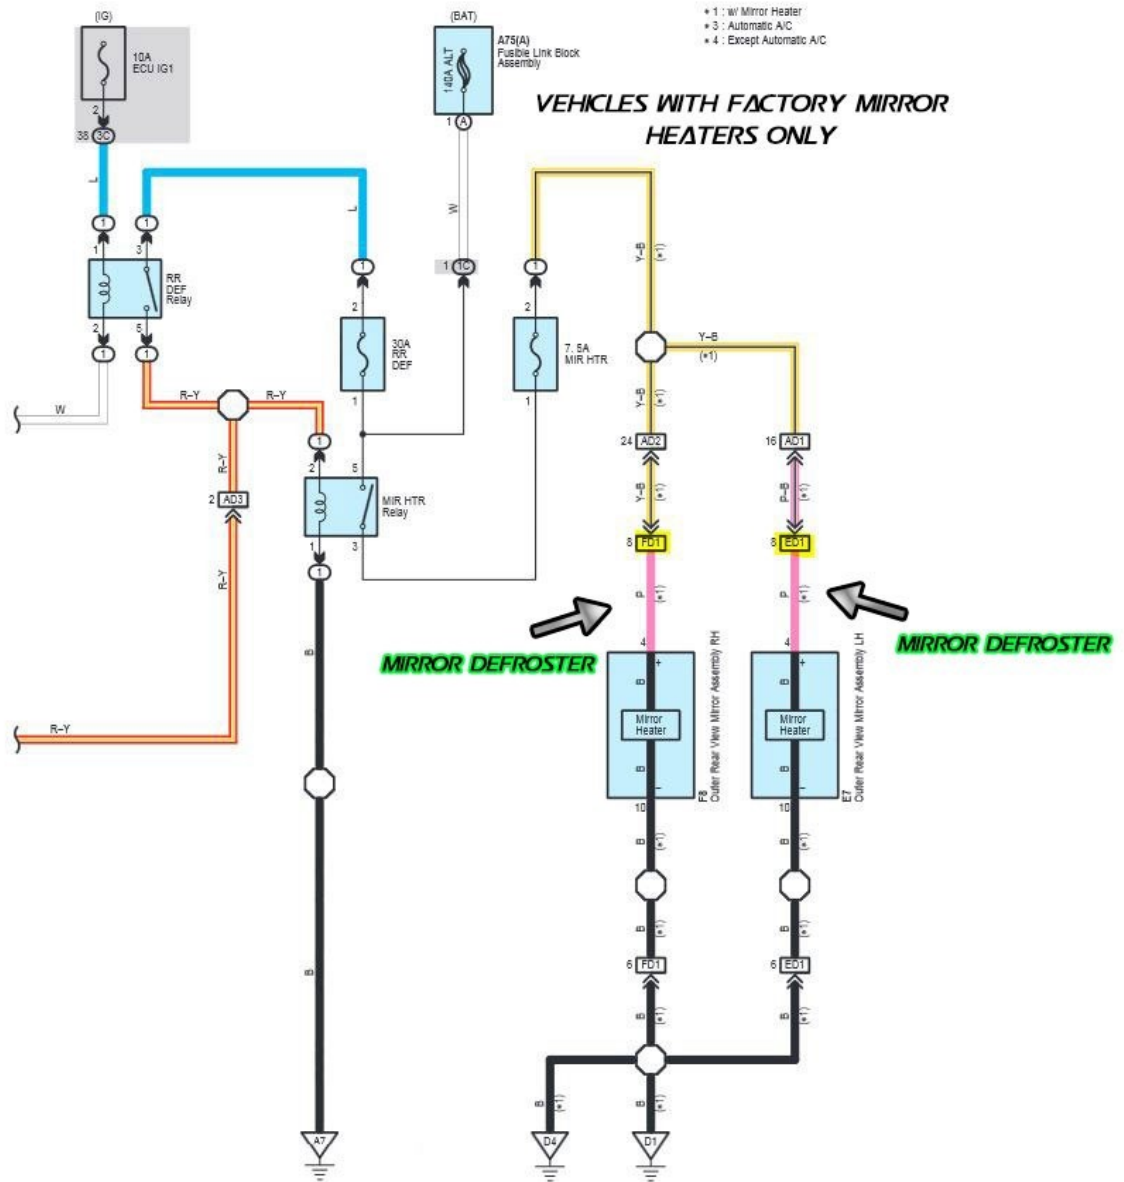 (IG)
10A
ECU IG1
2
38 3C
L
(BAT)
140A ALT
A75(A)
Fusible Link Block
Assembly
1 A
W
1 1C
* 1 : w/ Mirror Heater
* 3 : Automatic A/C
* 4 : Except Automatic A/C
VEHICLES WITH FACTORY MIRROR
HEATERS ONLY
L
1
1
1
3
RR
DEF
Relay
2
5
1
1
W
R-Y
R-Y
R-Y
2 AD3
R-Y
R-Y
1
2
30A
RR
DEF
1
1
2
5
MIR HTR
Relay
1
3
1
B
B
A7
1
2
7. 5A
MIR HTR
1
Y-B
(*1)
Y-B
(*1)
Y-B
(*1)
24 AD2
16 AD1
Y-B
(*1)
P-B
(*1)
8 FD1
8 ED1
P
(*1)
P
(*1)
MIRROR DEFROSTER
MIRROR DEFROSTER
4
4
+
+
B
B
Mirror
Heater
Mirror
Heater
B
B
-
-
F8
Outer Rear View Mirror Assembly RH
E7
Outer Rear View Mirror Assembly LH
10
10
B
(*1)
B
(*1)
B
(*1)
B
(*1)
6 FD1
6 ED1
B
(*1)
B
(*1)
B
(*1)
B
(*1)
D4
D1